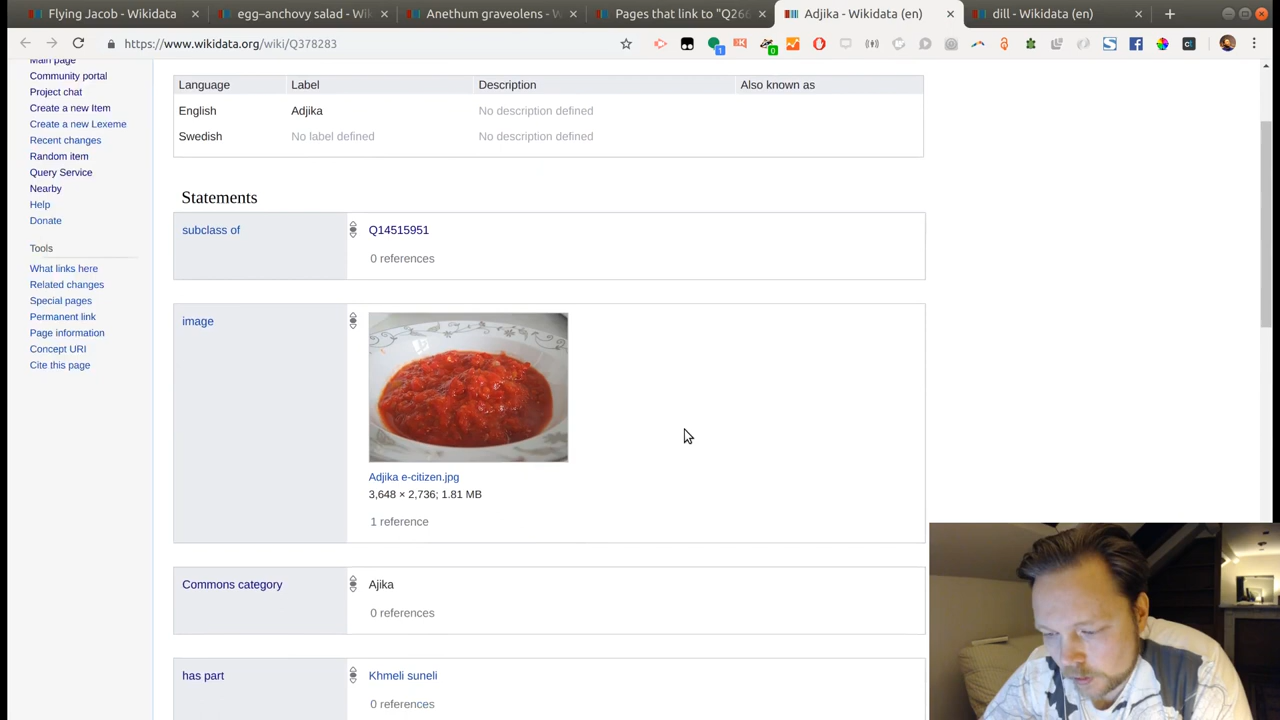 Flying Jacob - Wikidata
egg–anchovy salad - Wik
Anethum graveolens - W
Pages that link to "Q266
Adjika - Wikidata (en)
dill - Wikidata (en)
https://www.wikidata.org/wiki/Q378283
Main page
Community portal
Project chat
Create a new Item
Create a new Lexeme
Recent changes
Random item
Query Service
Nearby
Help
Donate
Tools
What links here
Related changes
Special pages
Permanent link
Page information
Concept URI
Cite this page
Language Label Description Also known as
English Adjika No description defined
Swedish No label defined No description defined
Statements
subclass of Q14515951
0 references
image
Adjika e-citizen.jpg
3,648 × 2,736; 1.81 MB
1 reference
Commons category Ajika
0 references
has part Khmeli suneli
0 references